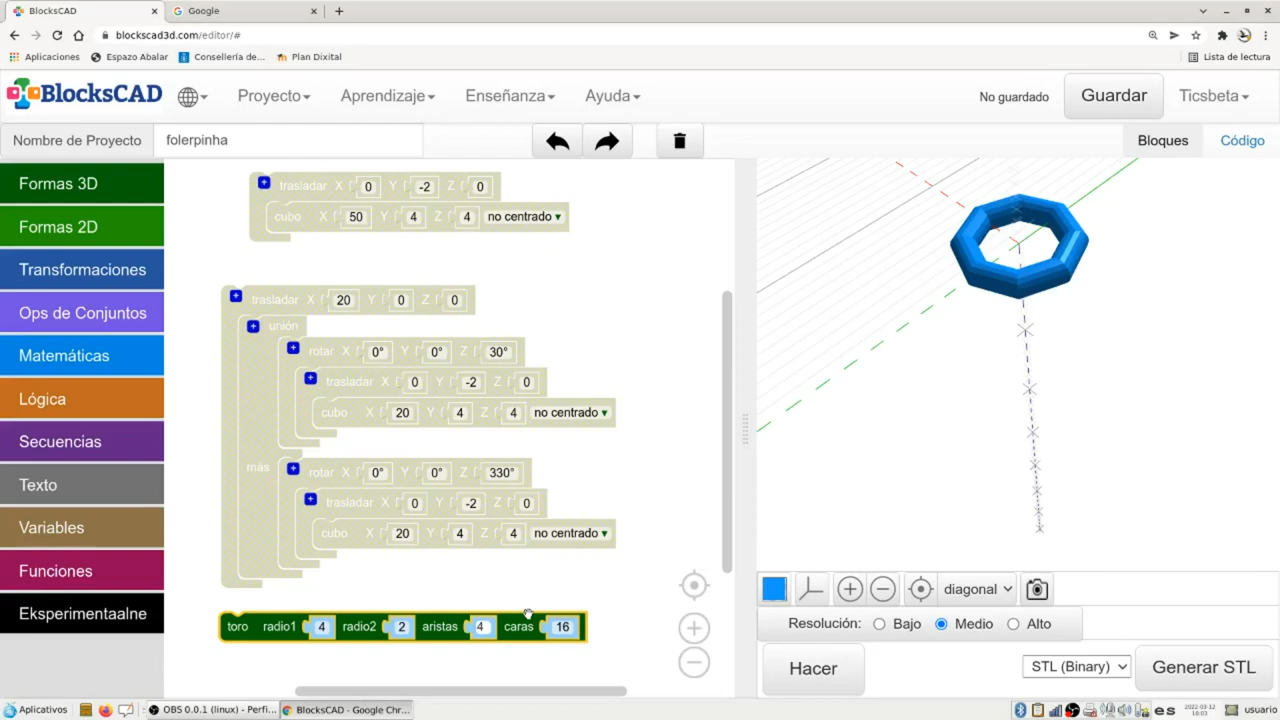 BlocksCAD
Google
blockscad3d.com/editor/#
Aplicaciones
Espazo Abalar
Consellería de...
Plan Dixital
Lista de lectura
BlocksCAD
Proyecto
Aprendizaje
Enseñanza
Ayuda
No guardado
Guardar
Ticsbeta
Nombre de Proyecto
folerpinha
Bloques
Código
Formas 3D
Formas 2D
Transformaciones
Ops de Conjuntos
Matemáticas
Lógica
Secuencias
Texto
Variables
Funciones
Eksperimentaalne
trasladar X 0 Y -2 Z 0
cubo X 50 Y 4 Z 4 no centrado
trasladar X 20 Y 0 Z 0
unión
rotar X 0° Y 0° Z 30°
trasladar X 0 Y -2 Z 0
cubo X 20 Y 4 Z 4 no centrado
más
rotar X 0° Y 0° Z 330°
trasladar X 0 Y -2 Z 0
cubo X 20 Y 4 Z 4 no centrado
toro radio1 4 radio2 2 aristas 4 caras 16
diagonal
Resolución: Bajo Medio Alto
Hacer
STL (Binary)
Generar STL
Aplicativos
OBS 0.0.1 (linux) - Perfi...
BlocksCAD - Google Chr...
es
2022-03-12
18:03
usuario